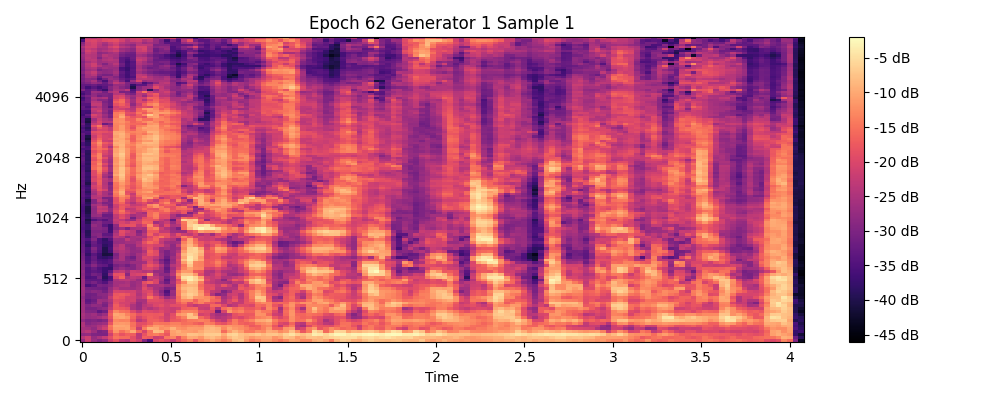 Epoch 62 Generator 1 Sample 1
Hz
4096
2048
1024
512
0
0 0.5 1 1.5 2 2.5 3 3.5 4
Time
-5 dB
-10 dB
-15 dB
-20 dB
-25 dB
-30 dB
-35 dB
-40 dB
-45 dB